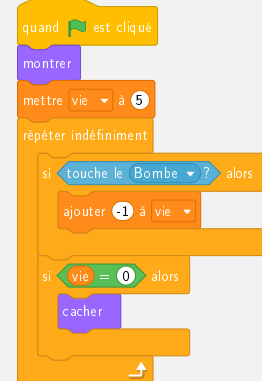 quand est cliqué
montrer
mettre vie à 5
répéter indéfiniment
si touche le Bombe ? alors
ajouter -1 à vie
si vie = 0 alors
cacher